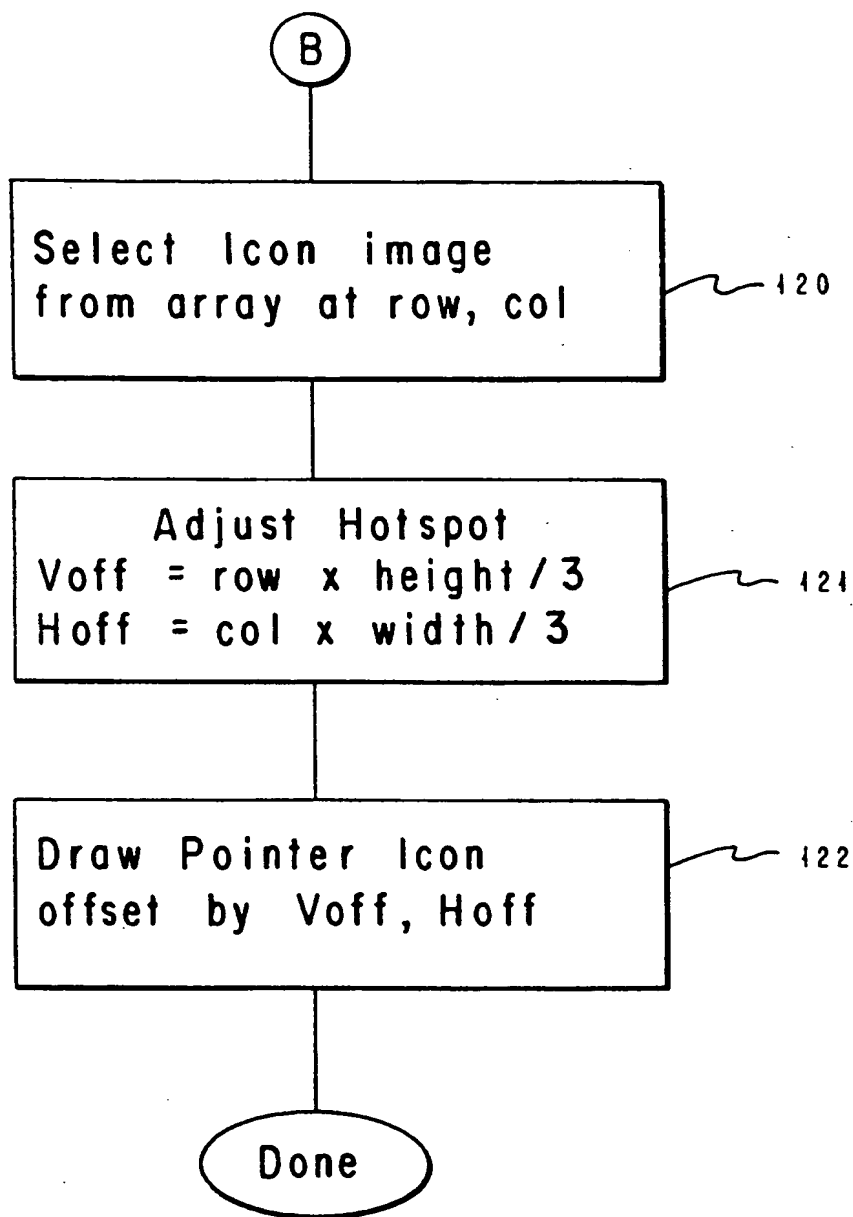 B
Select Icon image
from array at row, col
120
Adjust Hotspot
Voff = row x height/3
Hoff = col x width/3
121
Draw Pointer Icon
offset by Voff, Hoff
122
Done